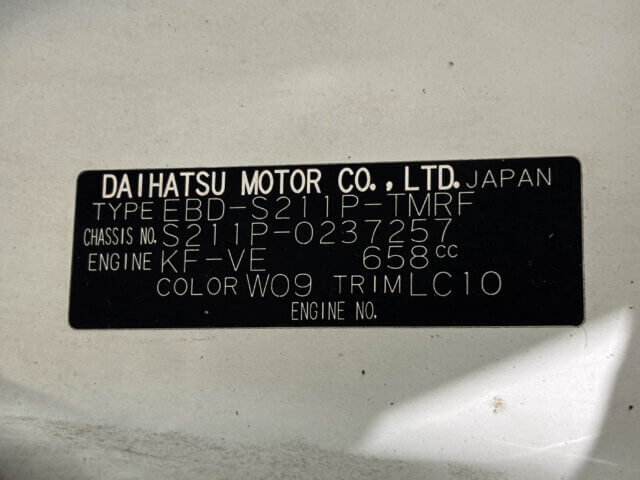 DAIHATSU MOTOR CO., LTD. JAPAN
TYPE EBD-S211P-TMRF
CHASSIS NO. S211P-0237257
ENGINE KF-VE 658cc
COLOR W09 TRIM LC10
ENGINE NO.